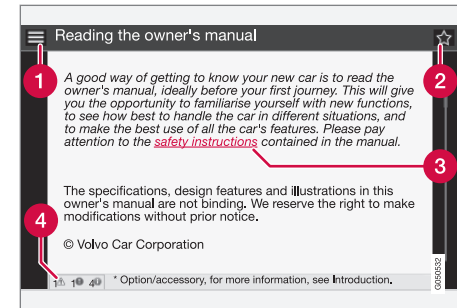 Reading the owner's manual
1
2
A good way of getting to know your new car is to read the
owner's manual, ideally before your first journey. This will give
you the opportunity to familiarise yourself with new functions,
to see how best to handle the car in different situations, and
to make the best use of all the car's features. Please pay
attention to the safety instructions contained in the manual.
3
The specifications, design features and illustrations in this
owner's manual are not binding. We reserve the right to make
modifications without prior notice.
4
© Volvo Car Corporation
1 1 4 * Option/accessory, for more information, see Introduction.
G050532